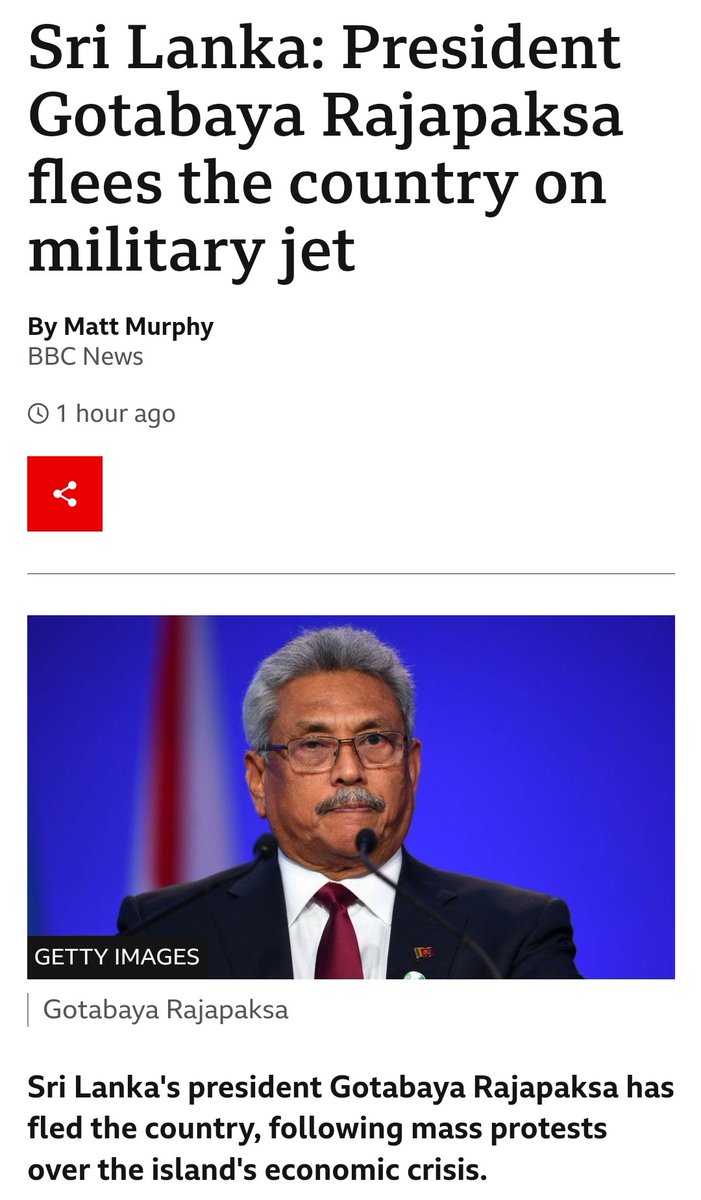 Sri Lanka: President
Gotabaya Rajapaksa
flees the country on
military jet
By Matt Murphy
BBC News
1 hour ago
GETTY IMAGES
Gotabaya Rajapaksa
Sri Lanka's president Gotabaya Rajapaksa has
fled the country, following mass protests
over the island's economic crisis.